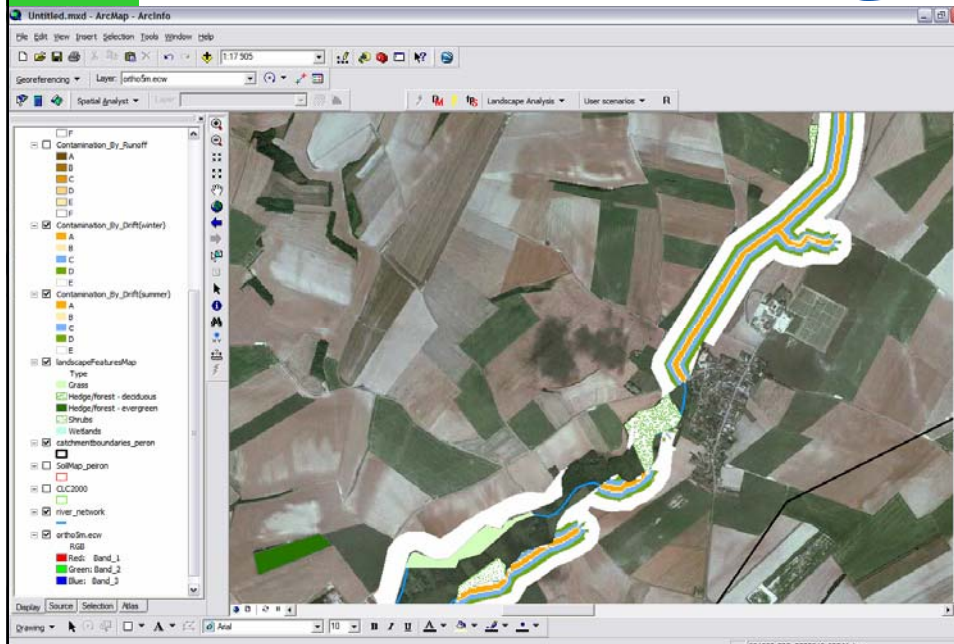 Untitled.mxd - ArcMap - ArcInfo
File Edit View Insert Selection Tools Window Help
1:17 905
Georeferencing Layer: ortho5m.ecw
Spatial Analyst Layer: Landscape Analysis User scenarios R
F
Contamination_By_Runoff
A
B
C
D
E
F
Contamination_By_Drift(winter)
A
B
C
D
E
Contamination_By_Drift(summer)
A
B
C
D
E
landscapeFeaturesMap
Type
Grass
Hedge/forest - deciduous
Hedge/forest - evergreen
Shrubs
Wetlands
catchmentboundaries_peron
SoilMap_peiron
CLC2000
river_network
ortho5m.ecw
RGB
Red: Band_1
Green: Band_2
Blue: Band_3
Display Source Selection Atlas
Drawing A Arial 10 B I U A